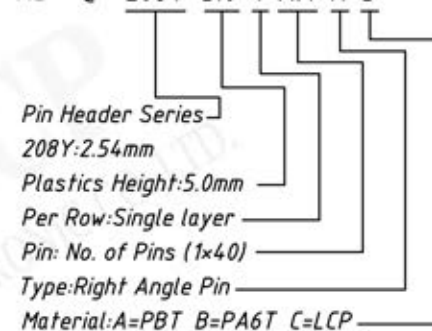 Pin Header Series
208Y:2.54mm
Plastics Height:5.0mm
Per Row:Single layer
Pin: No. of Pins (1×40)
Type:Right Angle Pin
Material:A=PBT B=PA6T C=LCP